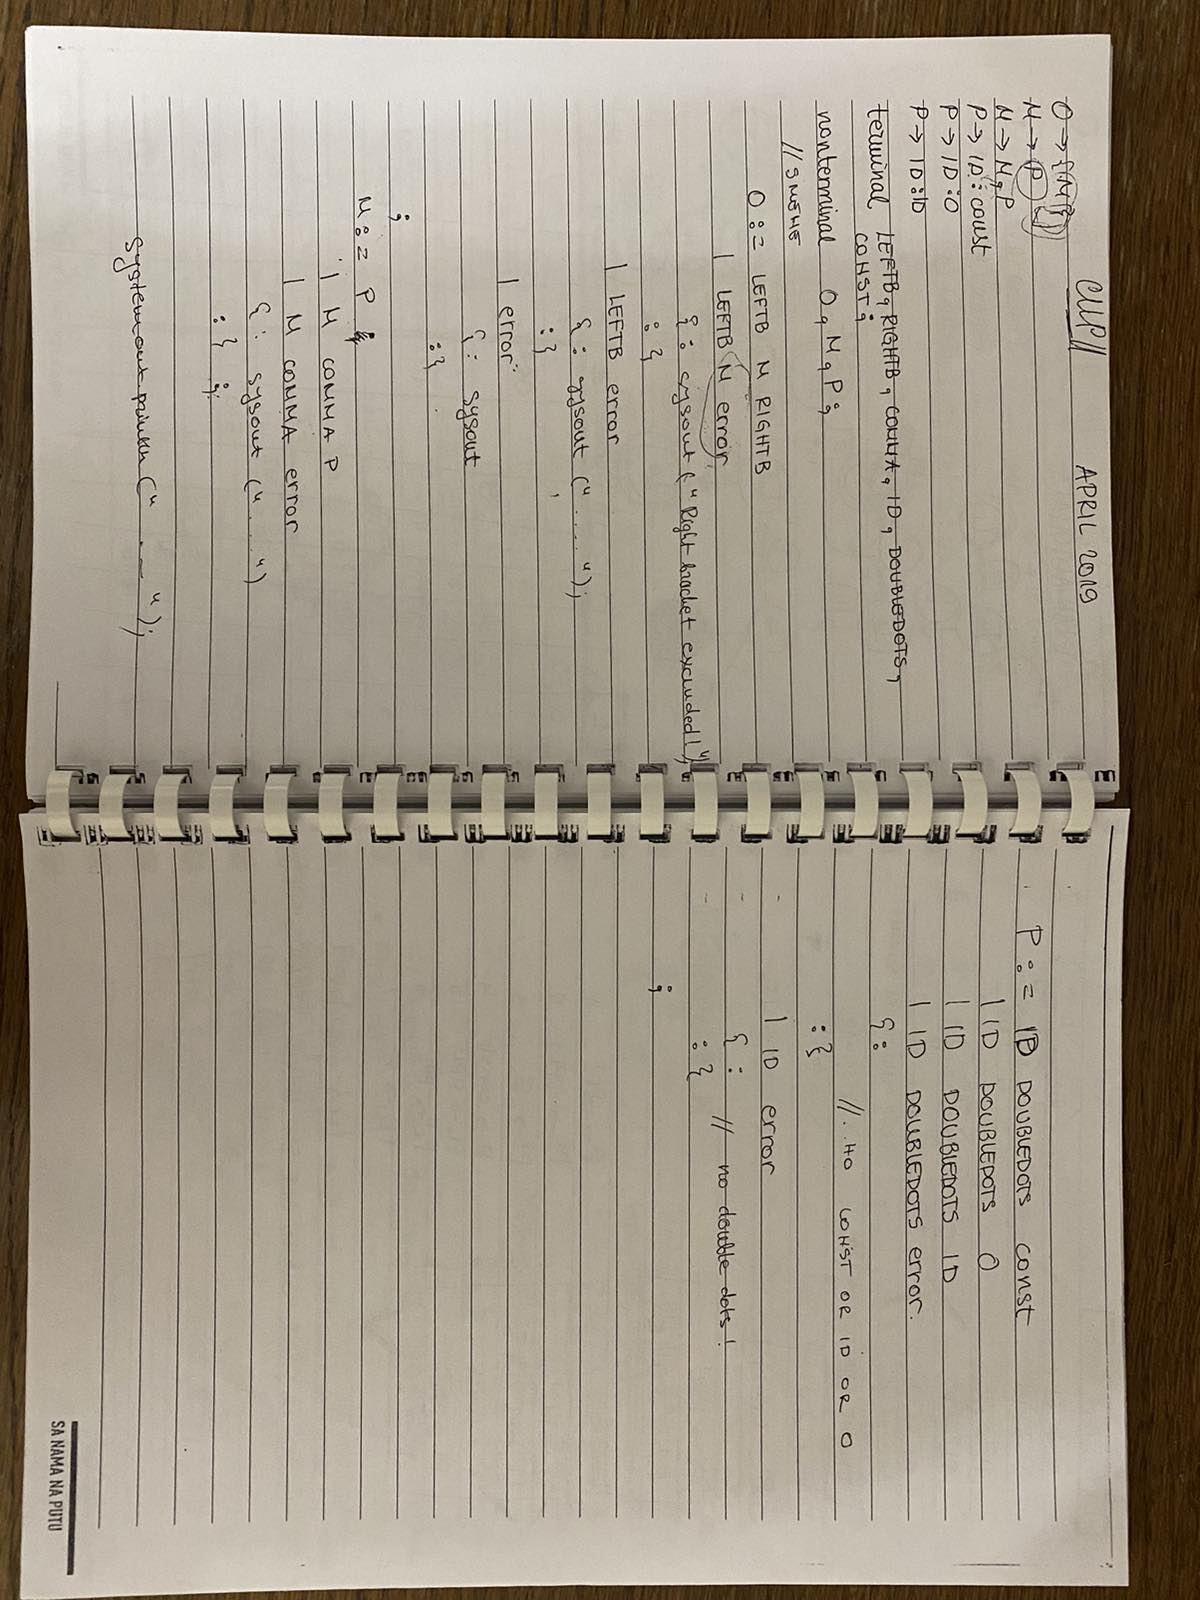 CUP// APRIL 2019
O → {M}
M → P
M → M, P
P → ID : const
P → ID : O
P → ID : ID
terminal LEFTB, RIGHTB, COMMA, ID, DOUBLEDOTS,
CONST;
nonterminal O, M, P;
//SMENE
O := LEFTB M RIGHTB
| LEFTB M error
{: sysout ("Right bracket excluded!")
:}
| LEFTB error
{: sysout (".....");
:}
| error
{: sysout
:}
;
M := P
| M COMMA P
| M COMMA error
{: sysout ("....")
:} ;
System.out.println(" — ");
P := ID DOUBLEDOTS const
| ID DOUBLEDOTS O
| ID DOUBLEDOTS ID
| ID DOUBLEDOTS error.
{:
//..NO CONST OR ID OR O
:}
| ID error
{: // no double dots!
:}
;
SA NAMA NA PUTU